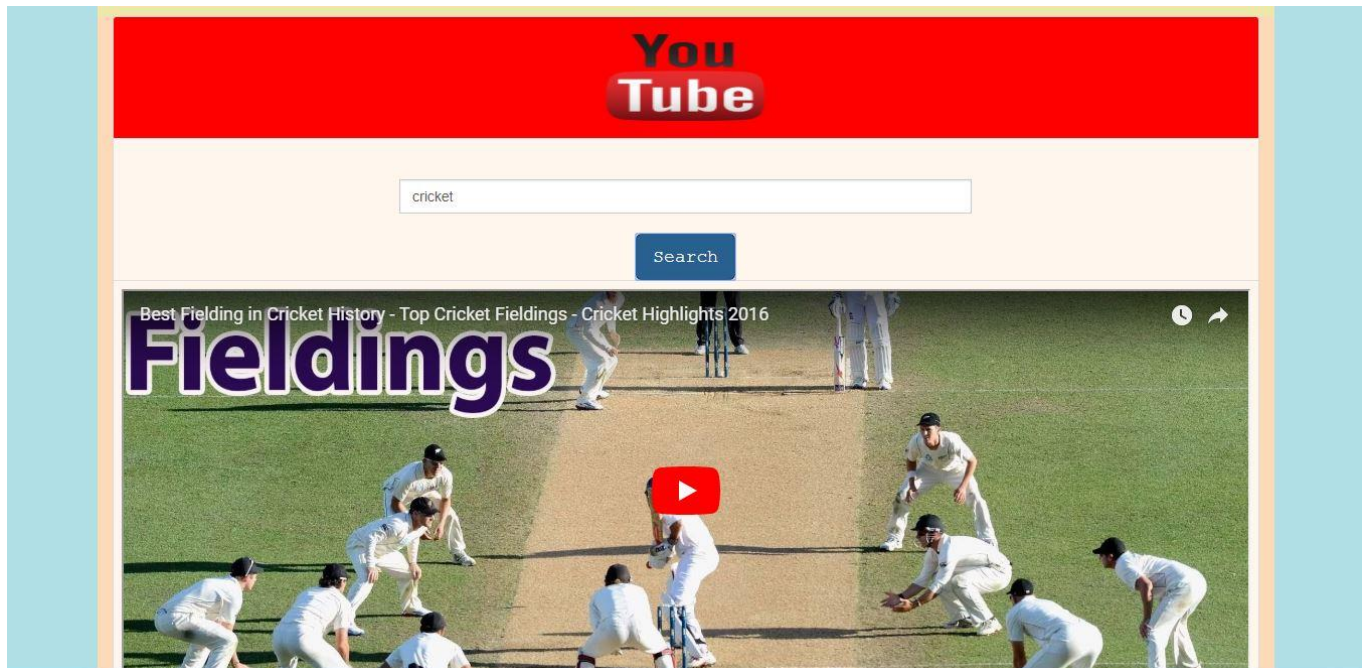 You
Tube
cricket
Search
Best Fielding in Cricket History - Top Cricket Fieldings - Cricket Highlights 2016
Fieldings